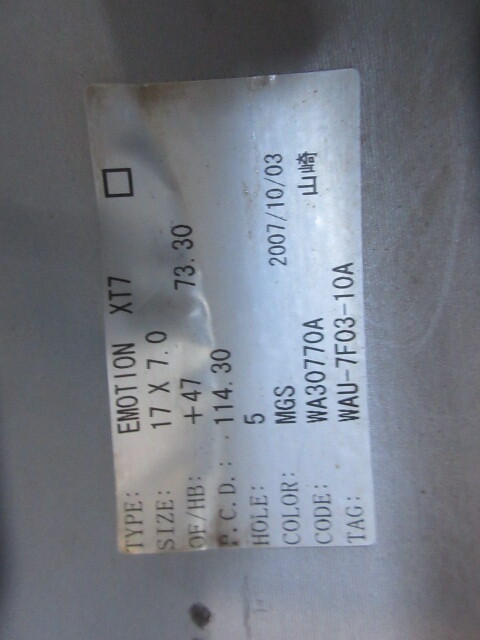 TYPE: EMOTION XT7 □
SIZE: 17 X 7.0
OF/HB: +47 73.30
P.C.D.: 114.30
HOLE: 5
COLOR: MGS 2007/10/03
CODE: WA30770A 山崎
TAG: WAU-7F03-10A